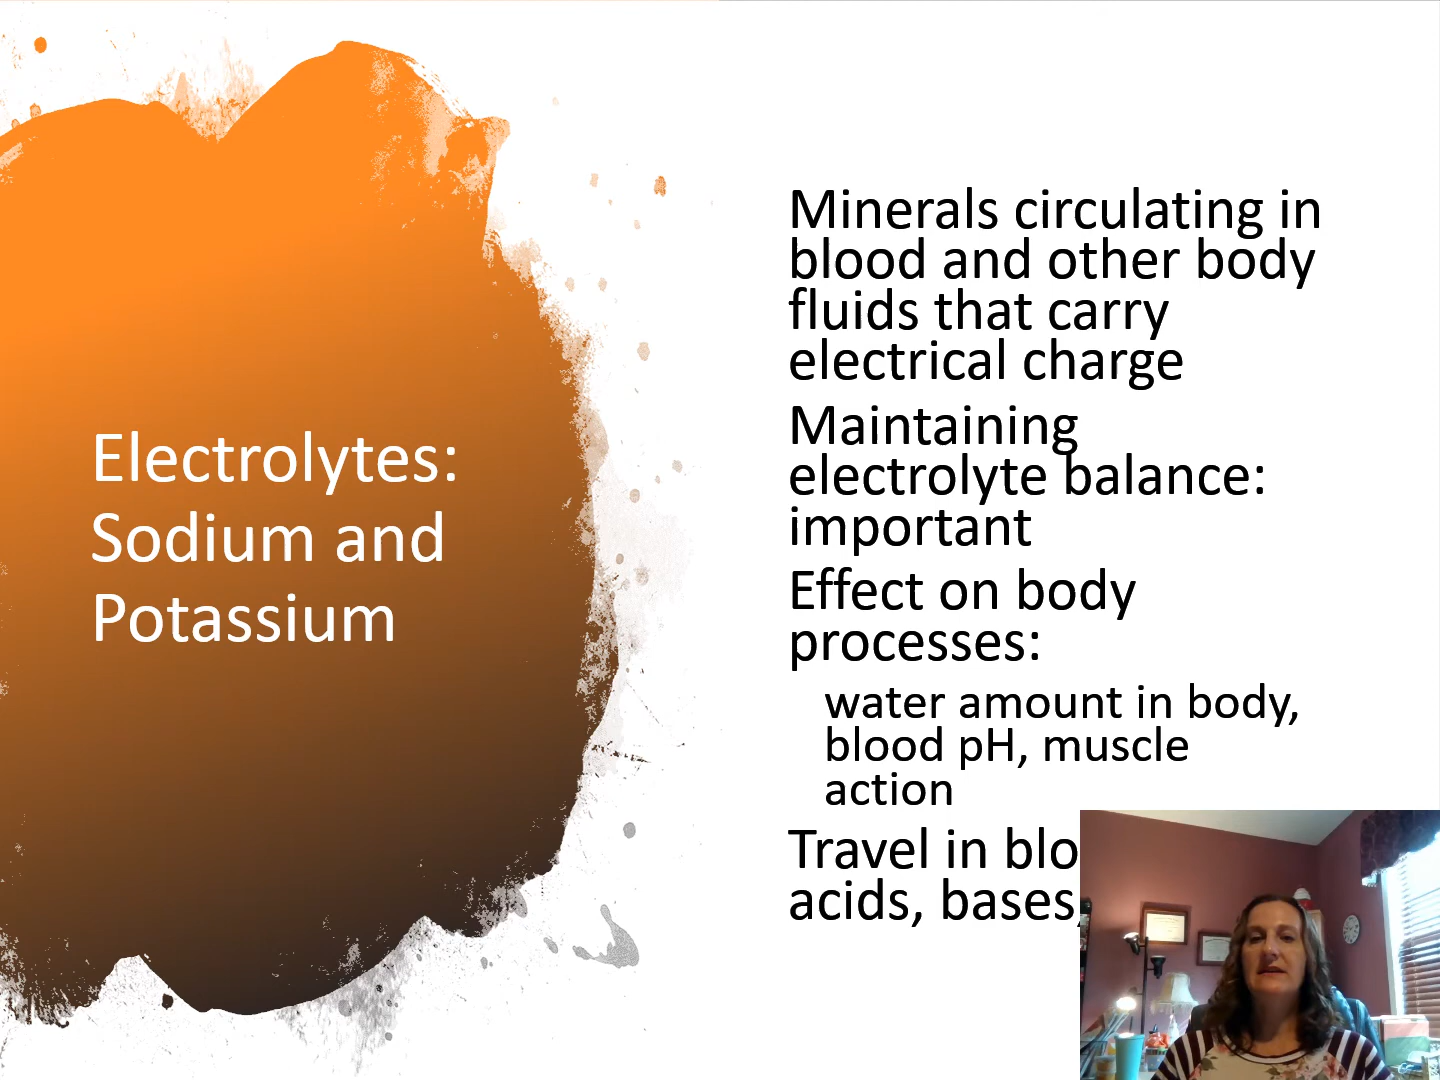 Electrolytes:
Sodium and
Potassium
Minerals circulating in
blood and other body
fluids that carry
electrical charge
Maintaining
electrolyte balance:
important
Effect on body
processes:
water amount in body,
blood pH, muscle
action
Travel in
acids, bases,